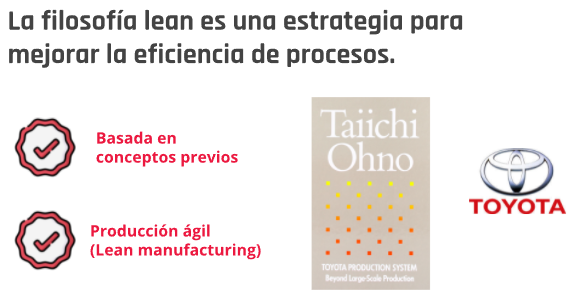 La filosofía lean es una estrategia para
mejorar la eficiencia de procesos.
Basada en
conceptos previos
Producción ágil
(Lean manufacturing)
Taiichi
Ohno
TOYOTA PRODUCTION SYSTEM
Beyond Large-Scale Production
TOYOTA